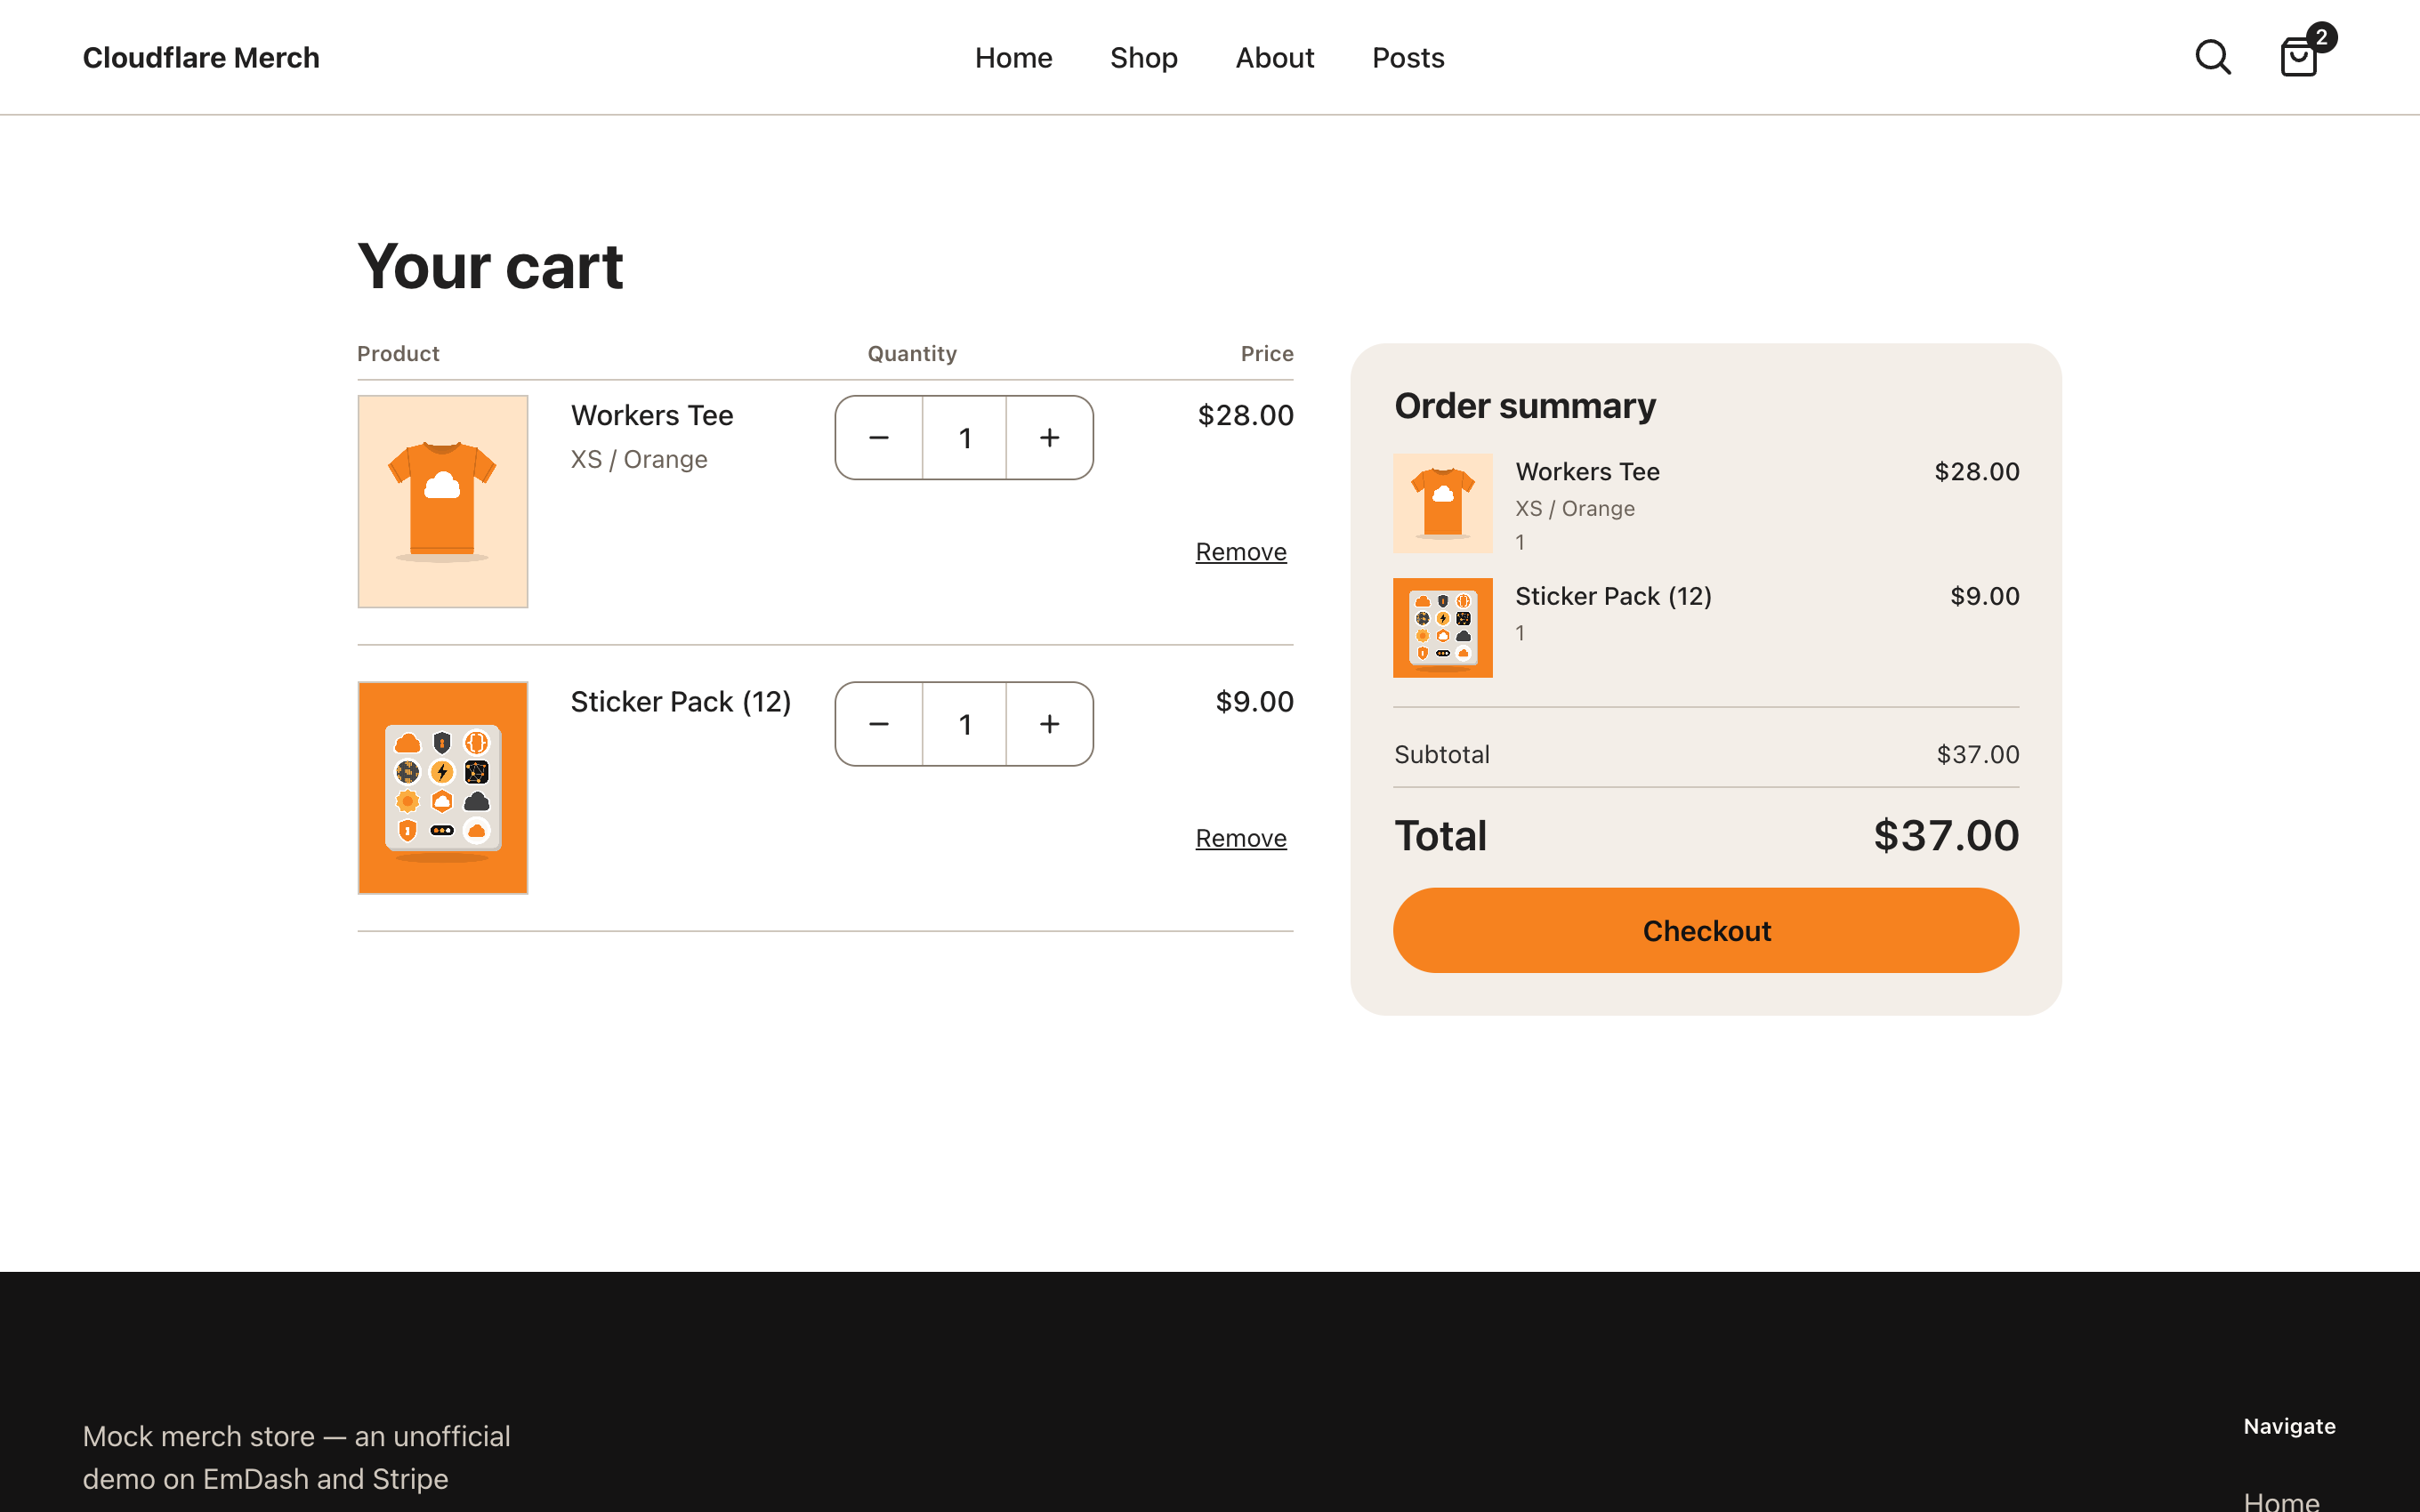 Cloudflare Merch
Home Shop About Posts
2
Your cart
Product Quantity Price
Workers Tee
XS / Orange
− 1 +
$28.00
Remove
Sticker Pack (12)
− 1 +
$9.00
Remove
Order summary
Workers Tee $28.00
XS / Orange
1
Sticker Pack (12) $9.00
1
Subtotal $37.00
Total $37.00
Checkout
Mock merch store — an unofficial
demo on EmDash and Stripe
Navigate
Home